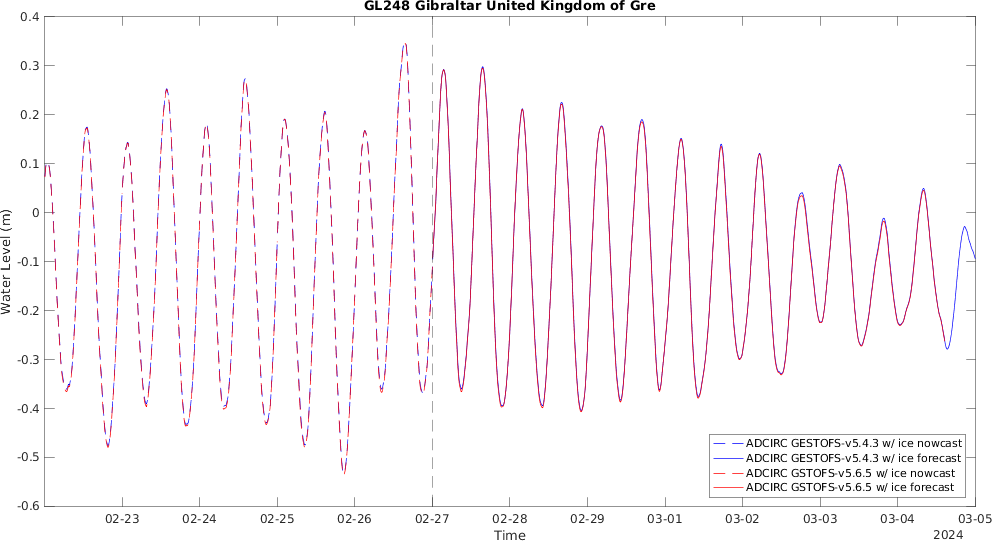 GL248 Gibraltar United Kingdom of Gre
0.4
0.3
0.2
0.1
0
-0.1
-0.2
-0.3
-0.4
-0.5
-0.6
Water Level (m)
ADCIRC GESTOFS-v5.4.3 w/ ice nowcast
ADCIRC GESTOFS-v5.4.3 w/ ice forecast
ADCIRC GSTOFS-v5.6.5 w/ ice nowcast
ADCIRC GSTOFS-v5.6.5 w/ ice forecast
02-23 02-24 02-25 02-26 02-27 02-28 02-29 03-01 03-02 03-03 03-04 03-05
Time
2024